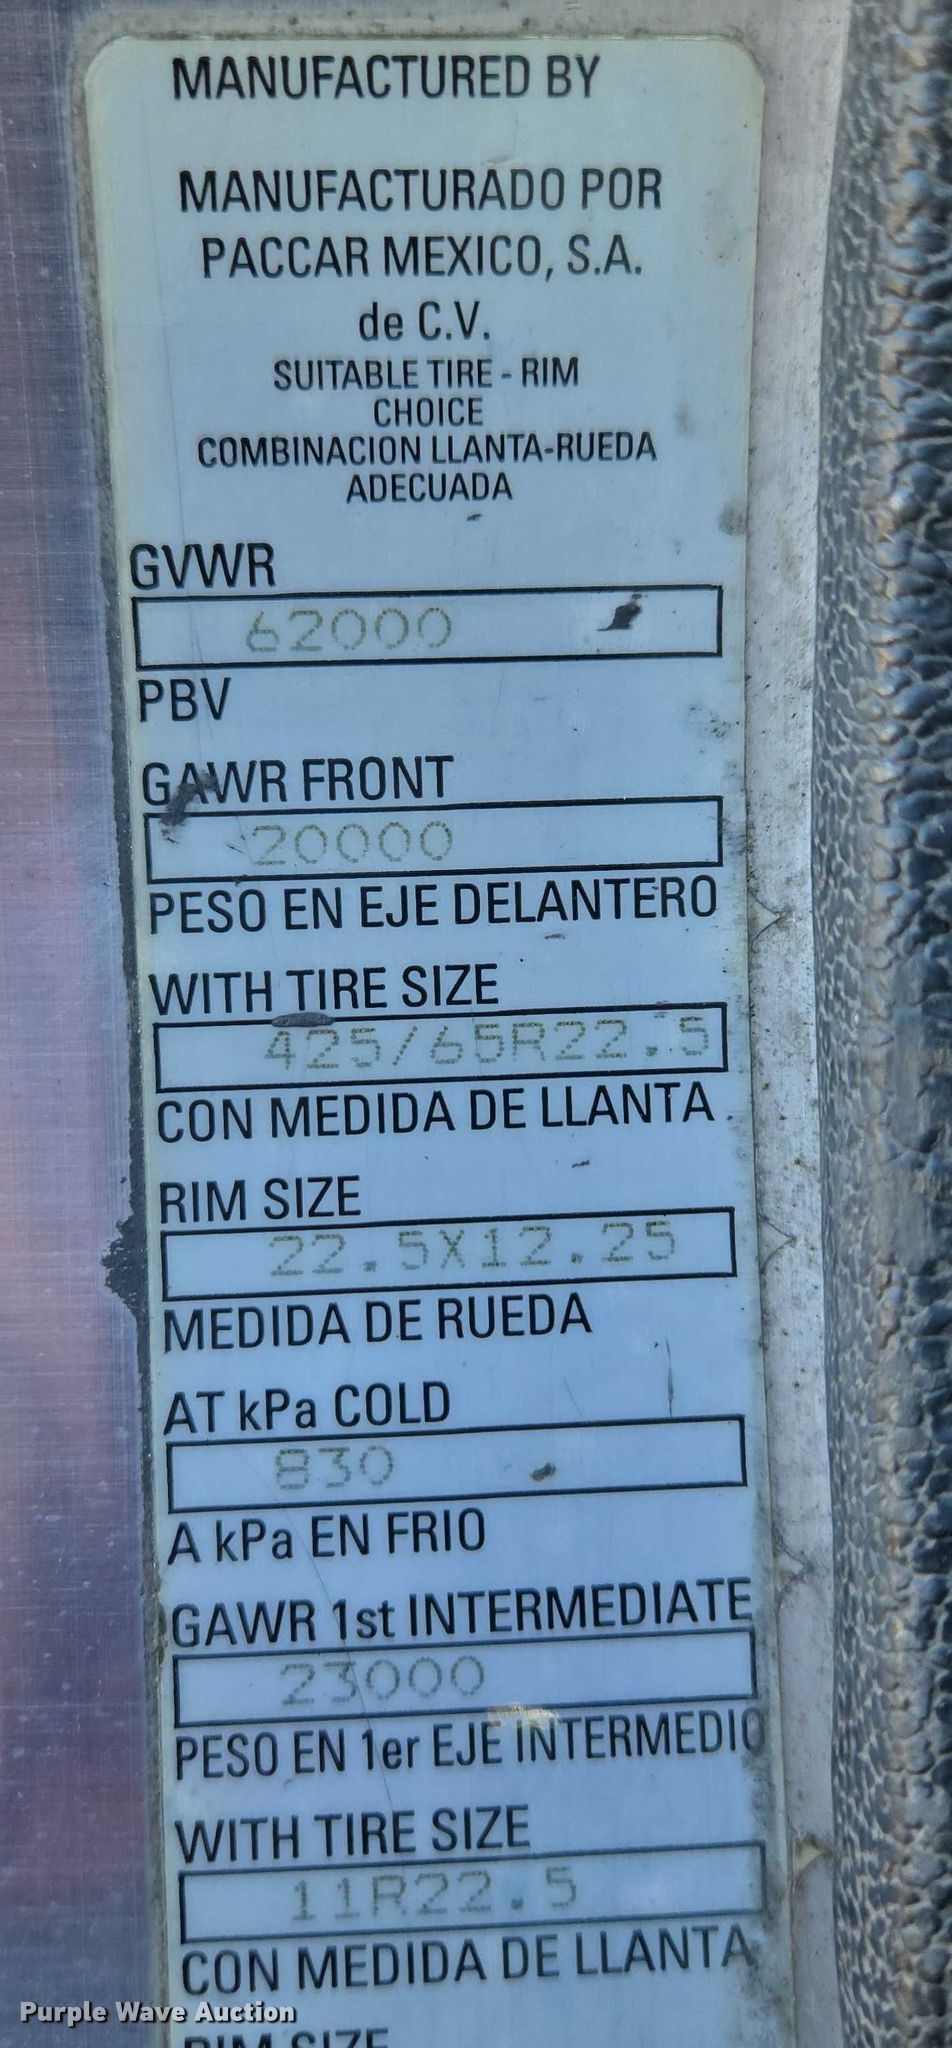 MANUFACTURED BY
MANUFACTURADO POR
PACCAR MEXICO, S.A.
de C.V.
SUITABLE TIRE - RIM
CHOICE
COMBINACION LLANTA-RUEDA
ADECUADA
GVWR
62000
PBV
GAWR FRONT
20000
PESO EN EJE DELANTERO
WITH TIRE SIZE
425/65R22.5
CON MEDIDA DE LLANTA
RIM SIZE
22.5X12.25
MEDIDA DE RUEDA
AT kPa COLD
830
A kPa EN FRIO
GAWR 1st INTERMEDIATE
23000
PESO EN 1er EJE INTERMEDIO
WITH TIRE SIZE
11R22.5
CON MEDIDA DE LLANTA
RIM SIZE
Purple Wave Auction